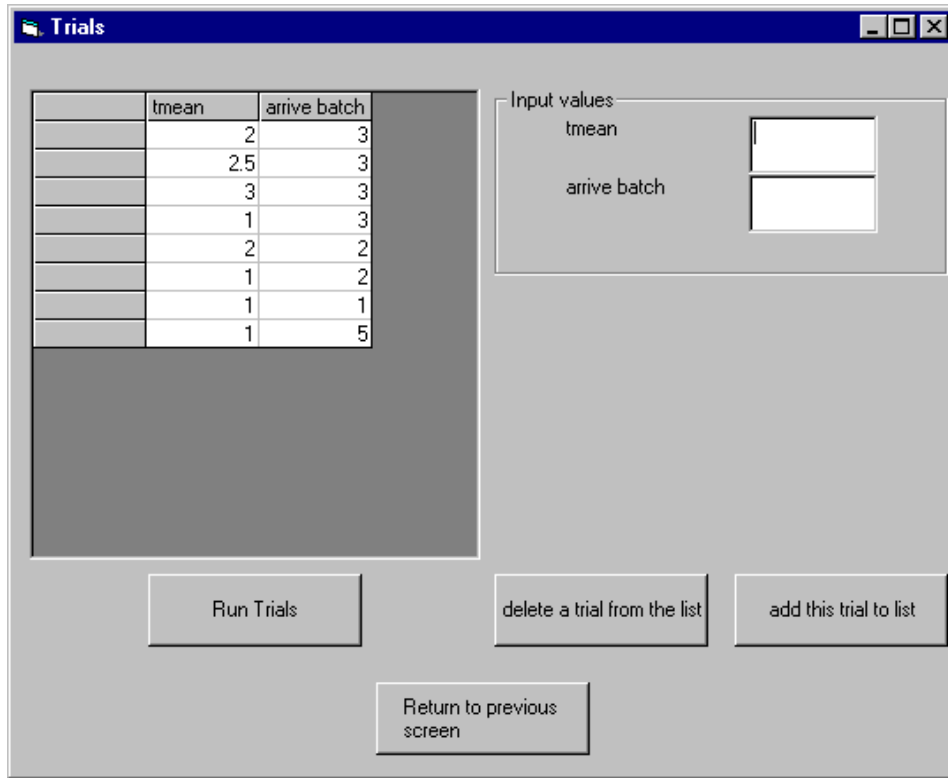 Trials
tmean arrive batch
2 3
2.5 3
3 3
1 3
2 2
1 2
1 1
1 5
Input values
tmean
arrive batch
Run Trials
delete a trial from the list
add this trial to list
Return to previous
screen